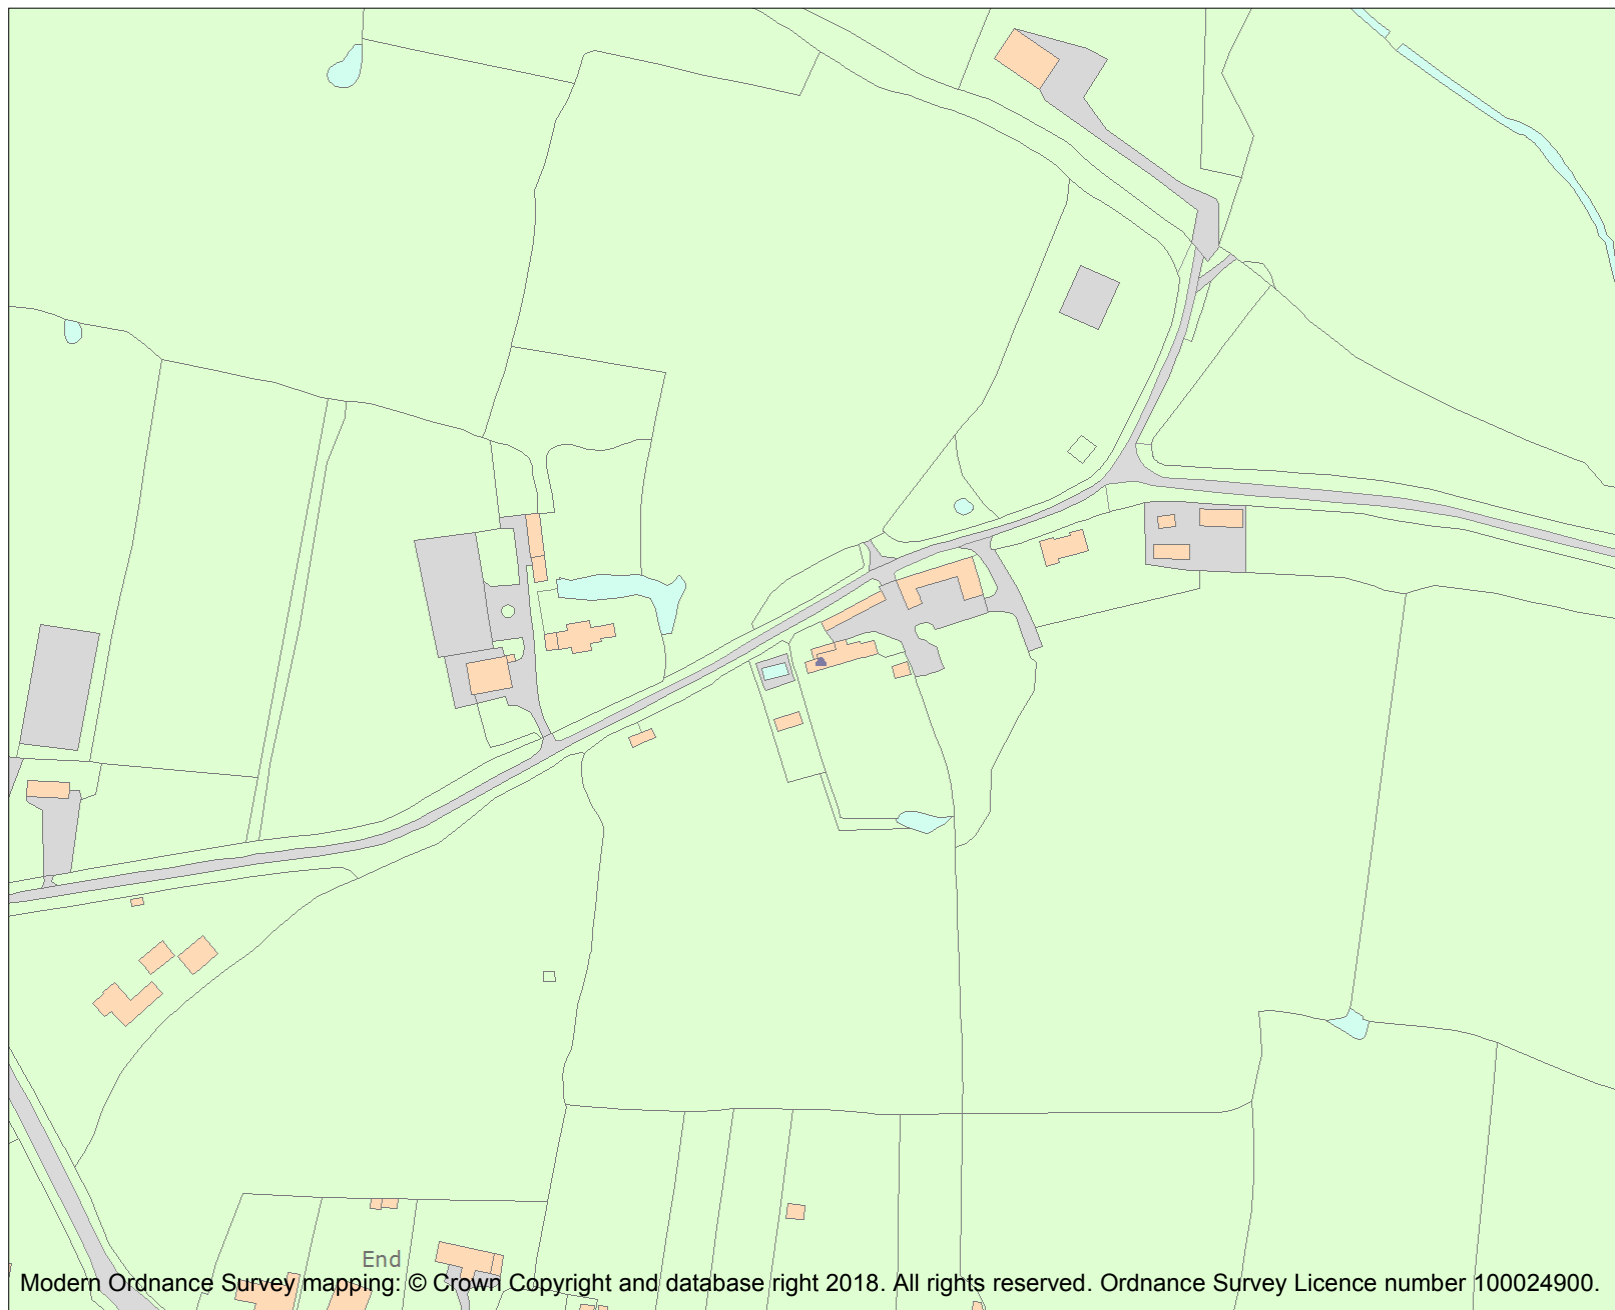 End
Modern Ordnance Survey mapping: © Crown Copyright and database right 2018. All rights reserved. Ordnance Survey Licence number 100024900.